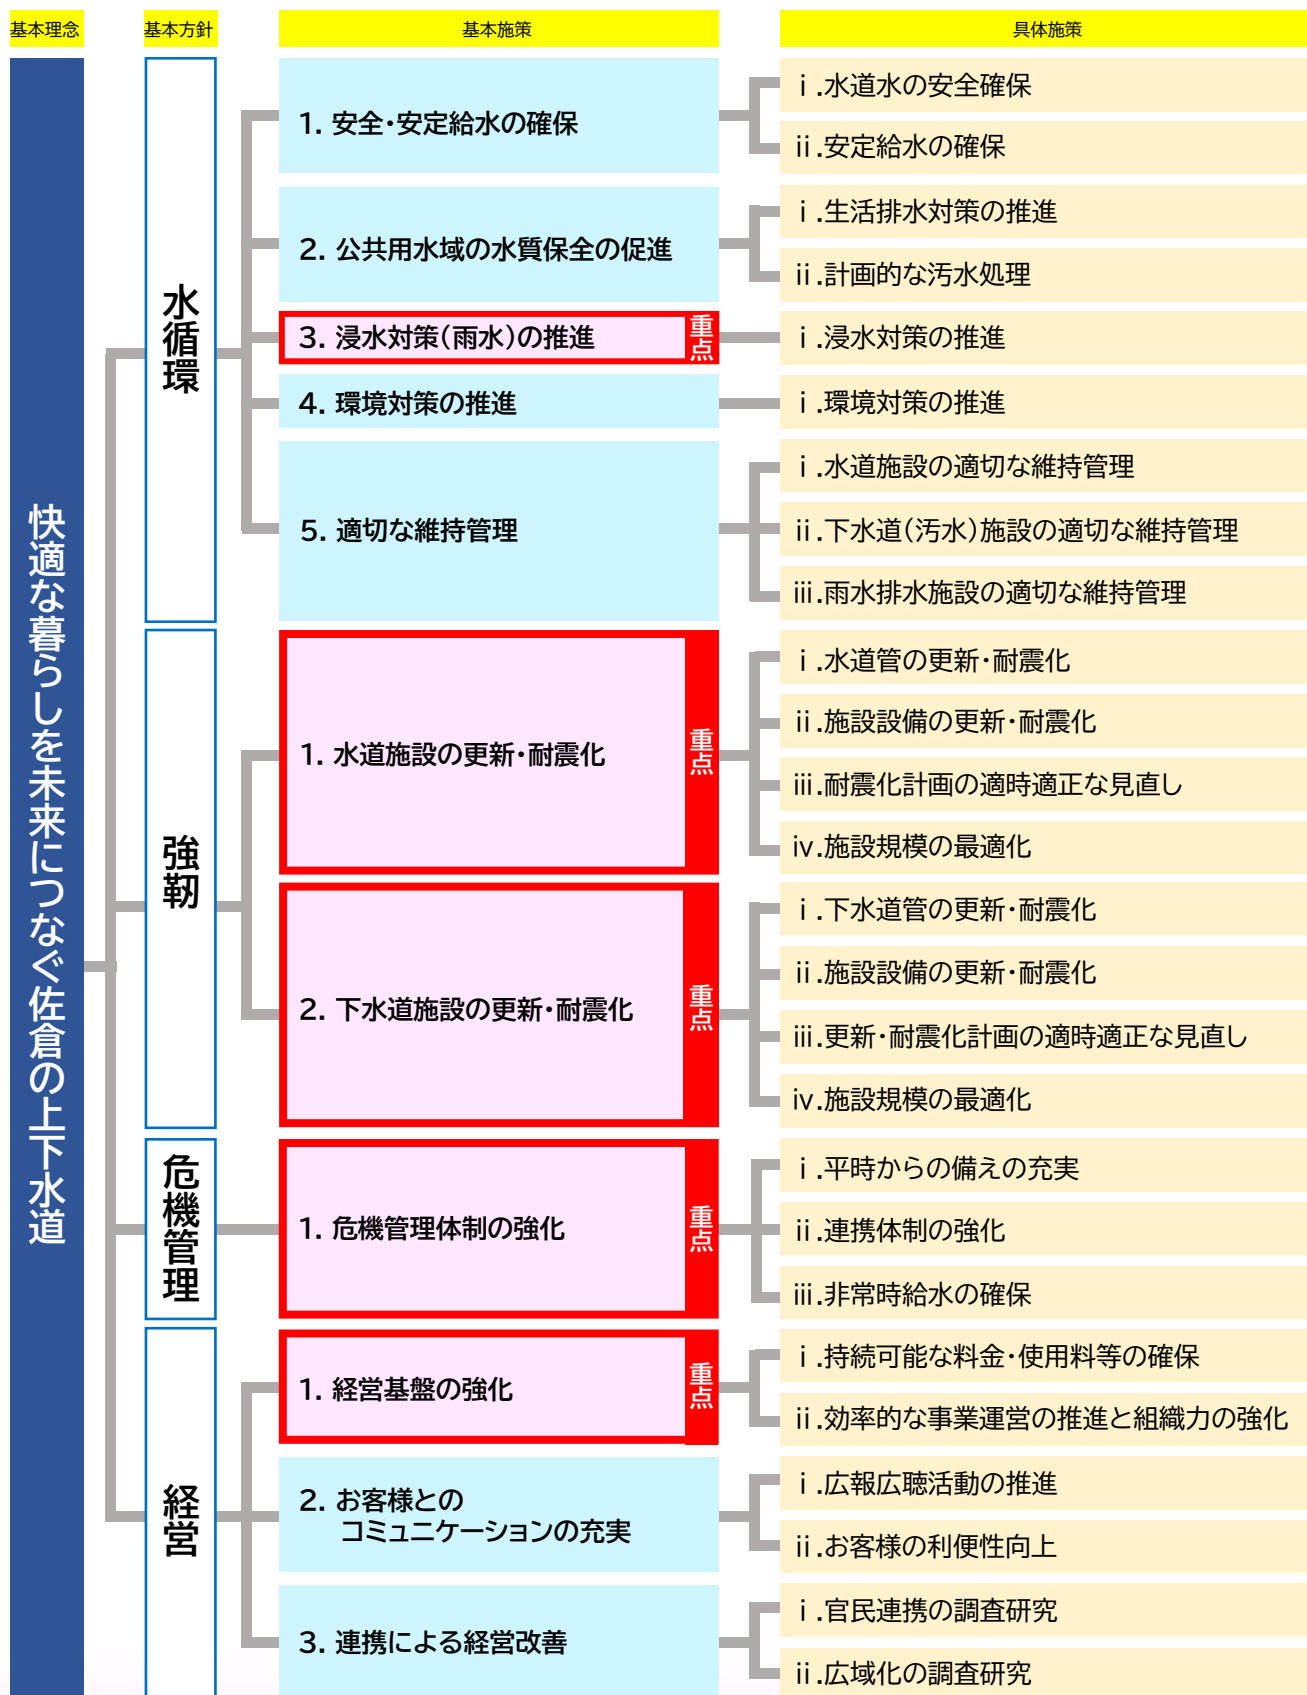 基本理念
基本方針
基本施策
具体施策
快適な暮らしを未来につなぐ佐倉の上下水道
水循環
1. 安全・安定給水の確保
ⅰ.水道水の安全確保
ⅱ.安定給水の確保
2. 公共用水域の水質保全の促進
ⅰ.生活排水対策の推進
ⅱ.計画的な汚水処理
3. 浸水対策(雨水)の推進
重点
ⅰ.浸水対策の推進
4. 環境対策の推進
ⅰ.環境対策の推進
5. 適切な維持管理
ⅰ.水道施設の適切な維持管理
ⅱ.下水道(汚水)施設の適切な維持管理
ⅲ.雨水排水施設の適切な維持管理
強靭
1. 水道施設の更新・耐震化
重点
ⅰ.水道管の更新・耐震化
ⅱ.施設設備の更新・耐震化
ⅲ.耐震化計画の適時適正な見直し
ⅳ.施設規模の最適化
2. 下水道施設の更新・耐震化
重点
ⅰ.下水道管の更新・耐震化
ⅱ.施設設備の更新・耐震化
ⅲ.更新・耐震化計画の適時適正な見直し
ⅳ.施設規模の最適化
危機管理
1. 危機管理体制の強化
重点
ⅰ.平時からの備えの充実
ⅱ.連携体制の強化
ⅲ.非常時給水の確保
経営
1. 経営基盤の強化
重点
ⅰ.持続可能な料金・使用料等の確保
ⅱ.効率的な事業運営の推進と組織力の強化
2. お客様との
コミュニケーションの充実
ⅰ.広報広聴活動の推進
ⅱ.お客様の利便性向上
3. 連携による経営改善
ⅰ.官民連携の調査研究
ⅱ.広域化の調査研究